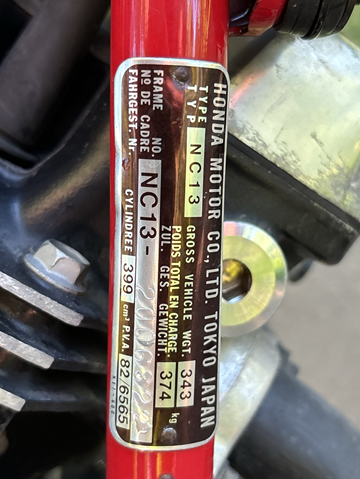 HONDA MOTOR CO., LTD. TOKYO JAPAN
TYPE
TYP
NC13
GROSS VEHICLE WGT.
POIDS TOTAL EN CHARGE.
ZUL. GES. GEWICHT
343
374
kg
FRAME NO.
Nº DE CADRE
FAHRGEST. Nr.
NC13-
CYLINDREE 399 cm³ P.V.A. 82/6565